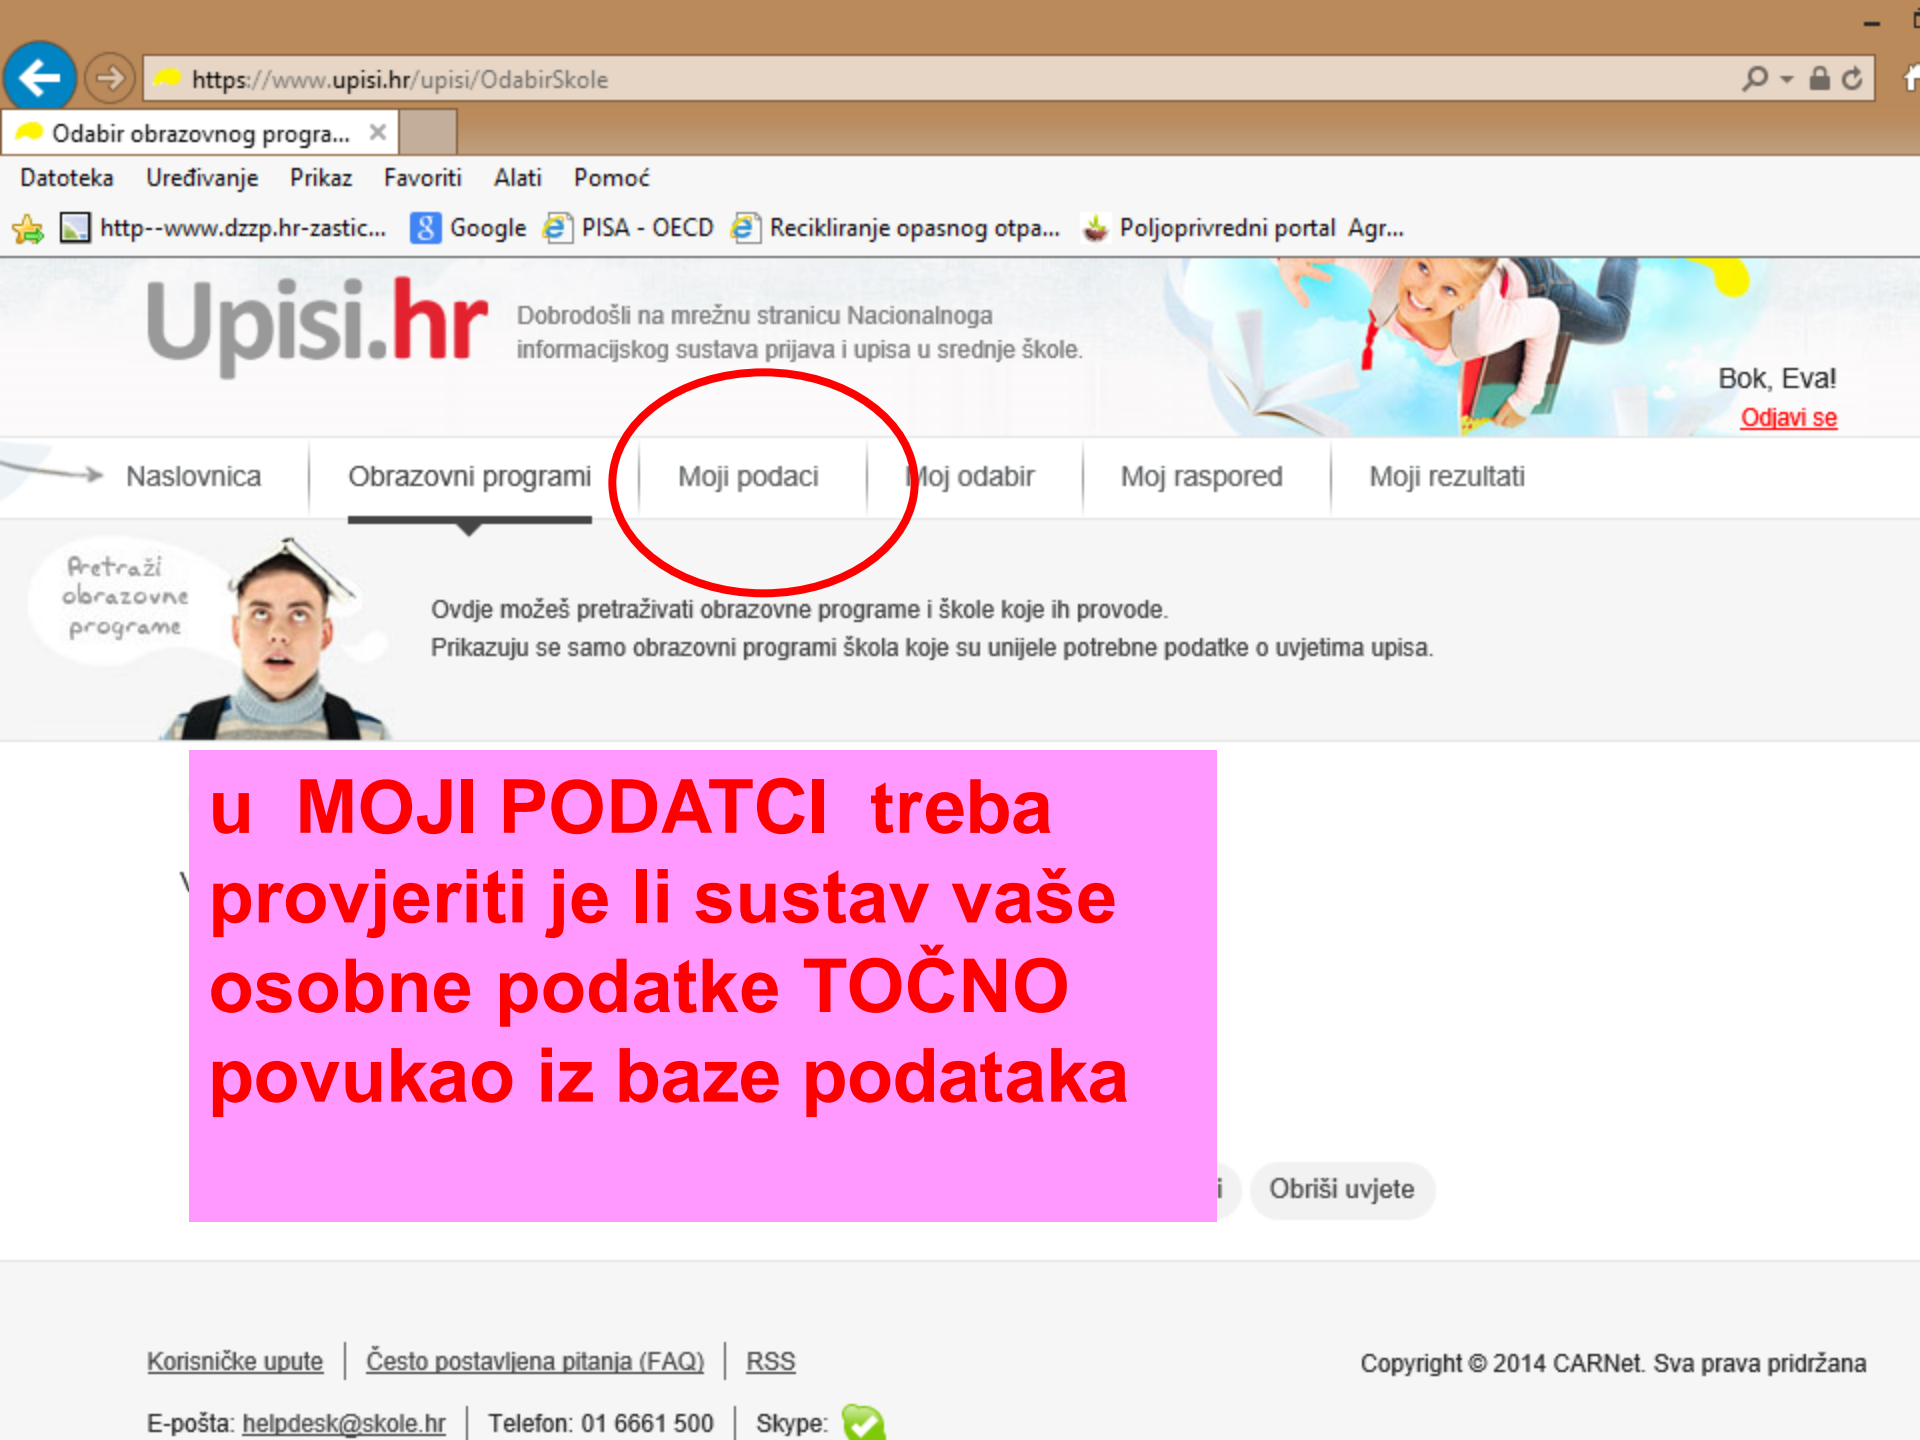 https://www.upisi.hr/upisi/OdabirSkole
Odabir obrazovnog progra...
Datoteka Uređivanje Prikaz Favoriti Alati Pomoć
http--www.dzzp.hr-zastic... Google PISA - OECD Recikliranje opasnog otpa... Poljoprivredni portal Agr...
Upisi.hr
Dobrodošli na mrežnu stranicu Nacionalnoga
informacijskog sustava prijava i upisa u srednje škole.
Bok, Eva!
Odjavi se
Naslovnica Obrazovni programi Moji podaci Moj odabir Moj raspored Moji rezultati
Pretraži
obrazovne
programe
Ovdje možeš pretraživati obrazovne programe i škole koje ih provode.
Prikazuju se samo obrazovni programi škola koje su unijele potrebne podatke o uvjetima upisa.
u MOJI PODATCI treba
provjeriti je li sustav vaše
osobne podatke TOČNO
povukao iz baze podataka
Obriši uvjete
Korisničke upute Često postavljena pitanja (FAQ) RSS
Copyright © 2014 CARNet. Sva prava pridržana
E-pošta: helpdesk@skole.hr Telefon: 01 6661 500 Skype: